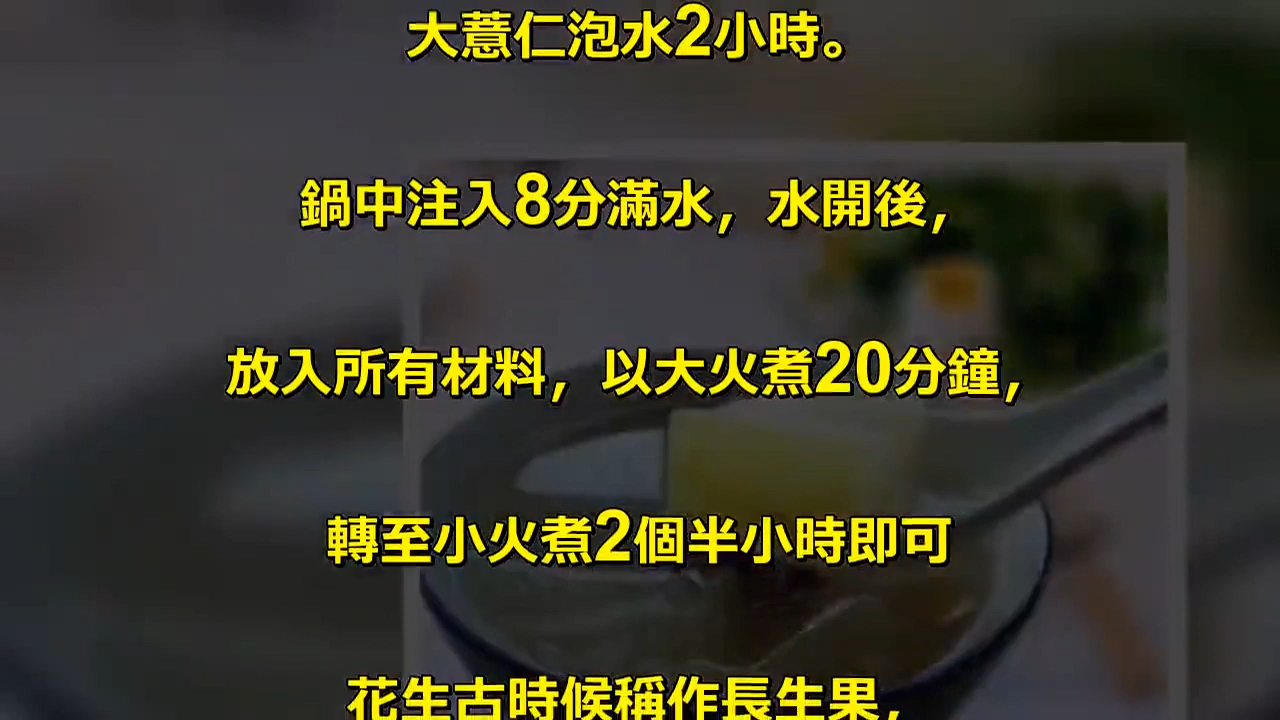 大薏仁泡水2小時。
鍋中注入8分滿水，水開後，
放入所有材料，以大火煮20分鐘，
轉至小火煮2個半小時即可
花生古時候稱作長生果，